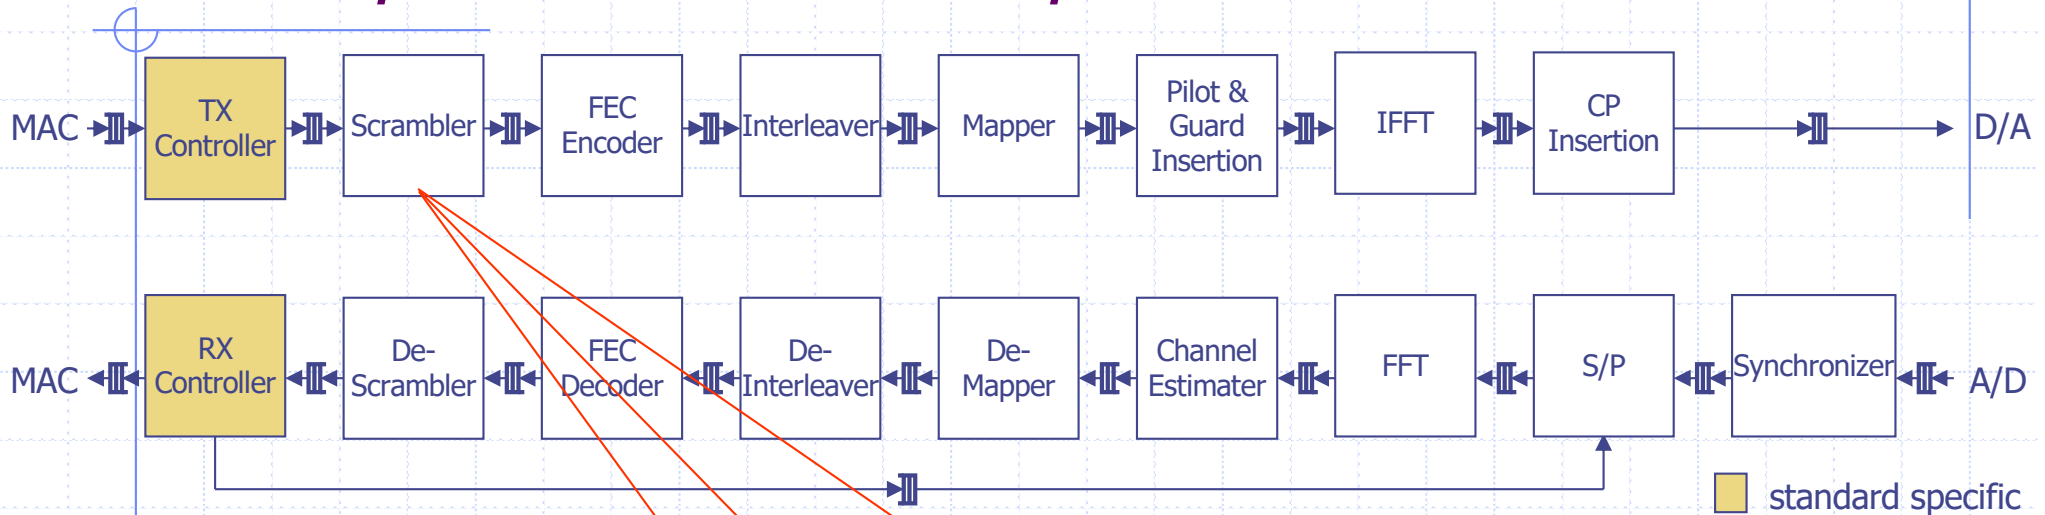 MAC
TX
Controller
Scrambler
FEC
Encoder
Interleaver
Mapper
Pilot &
Guard
Insertion
IFFT
CP
Insertion
D/A
MAC
RX
Controller
De-
Scrambler
FEC
Decoder
De-
Interleaver
De-
Mapper
Channel
Estimater
FFT
S/P
Synchronizer
A/D
standard specific